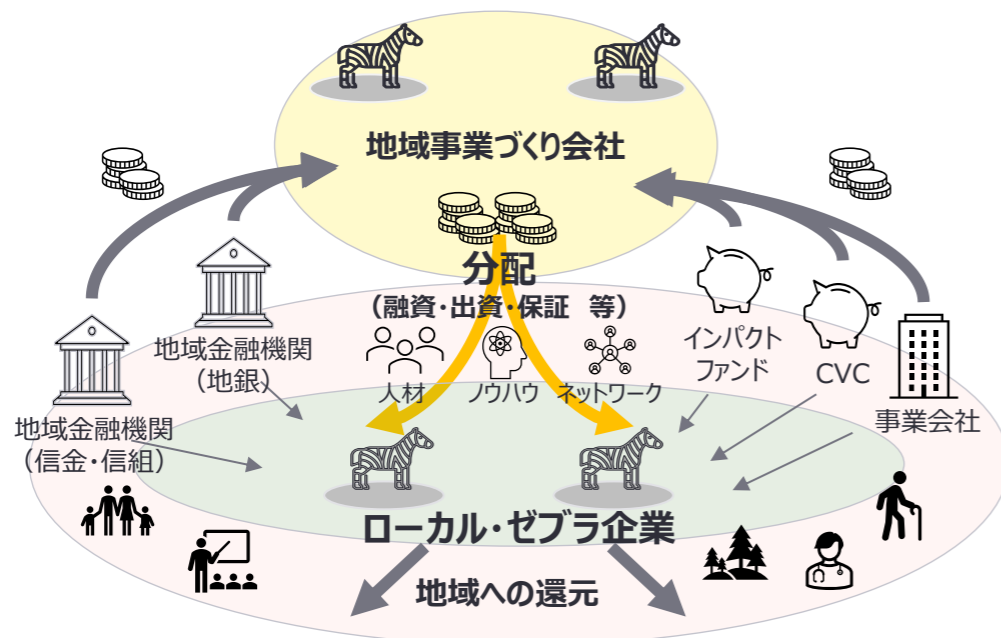 地域事業づくり会社
分配
（融資・出資・保証　等）
地域金融機関
（地銀）
人材
ノウハウ
ネットワーク
インパクト
ファンド
CVC
事業会社
地域金融機関
（信金・信組）
ローカル・ゼブラ企業
地域への還元